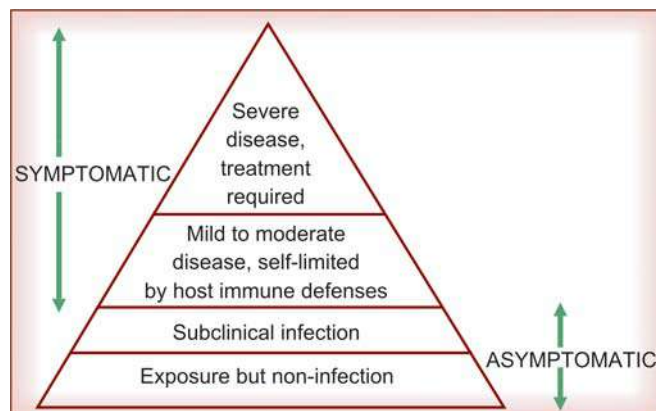 Severe
disease,
treatment
required
SYMPTOMATIC
Mild to moderate
disease, self-limited
by host immune defenses
Subclinical infection
ASYMPTOMATIC
Exposure but non-infection